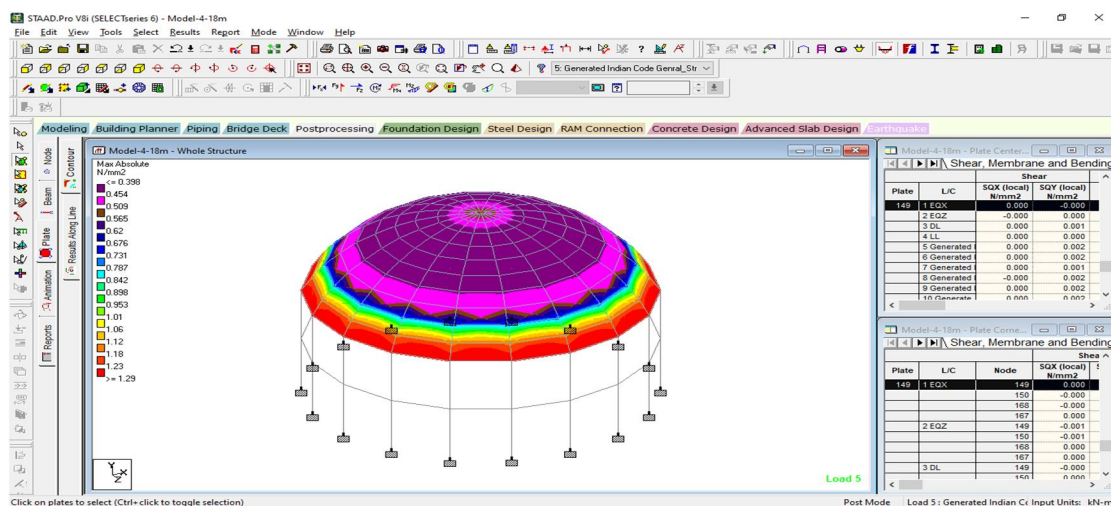 STAAD.Pro V8i (SELECTseries 6) - Model-4-18m
File Edit View Tools Select Results Report Mode Window Help
5: Generated Indian Code Genral_Str
Modeling Building Planner Piping Bridge Deck Postprocessing Foundation Design Steel Design RAM Connection Concrete Design Advanced Slab Design Earthquake
Node
Beam
Plate
Animation
Reports
Contour
Results Along Line
Model-4-18m - Whole Structure
Max Absolute
N/mm2
<= 0.398
0.454
0.509
0.565
0.62
0.676
0.731
0.787
0.842
0.898
0.953
1.01
1.06
1.12
1.18
1.23
>= 1.29
Y
X
Z
Load 5
Model-4-18m - Plate Center...
Shear, Membrane and Bending
Shear
Plate L/C SQX (local) N/mm2 SQY (local) N/mm2
149 1 EQX 0.000 -0.000
2 EQZ -0.000 0.000
3 DL 0.000 0.001
4 LL 0.000 0.000
5 Generated 0.000 0.002
6 Generated 0.000 0.002
7 Generated 0.000 0.001
8 Generated -0.000 0.002
9 Generated 0.000 0.002
10 Generate 0.000 0.002
Model-4-18m - Plate Corne...
Shear, Membrane and Bending
Shea
Plate L/C Node SQX (local) N/mm2
149 1 EQX 149 0.000
150 -0.000
168 -0.000
167 0.000
2 EQZ 149 -0.001
150 -0.001
168 0.000
167 0.000
3 DL 149 -0.000
150 0.000
Click on plates to select (Ctrl+click to toggle selection)
Post Mode Load 5 : Generated Indian Co Input Units: kN-m